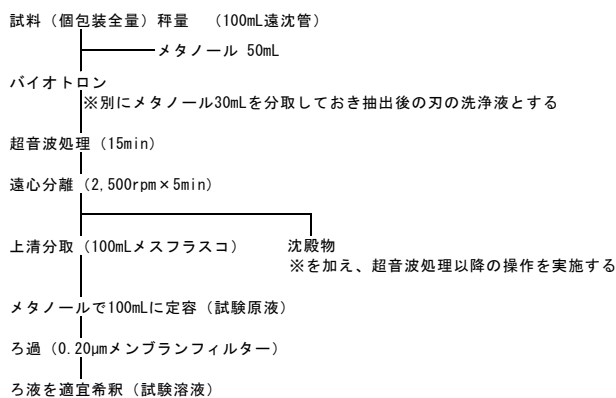 試料（個包装全量）秤量　（100mL遠沈管）
メタノール 50mL
バイオトロン
※別にメタノール30mLを分取しておき抽出後の刃の洗浄液とする
超音波処理（15min）
遠心分離（2,500rpm×5min）
上清分取（100mLメスフラスコ）　沈殿物
※を加え、超音波処理以降の操作を実施する
メタノールで100mLに定容（試験原液）
ろ過（0.20μmメンブランフィルター）
ろ液を適宜希釈（試験溶液）